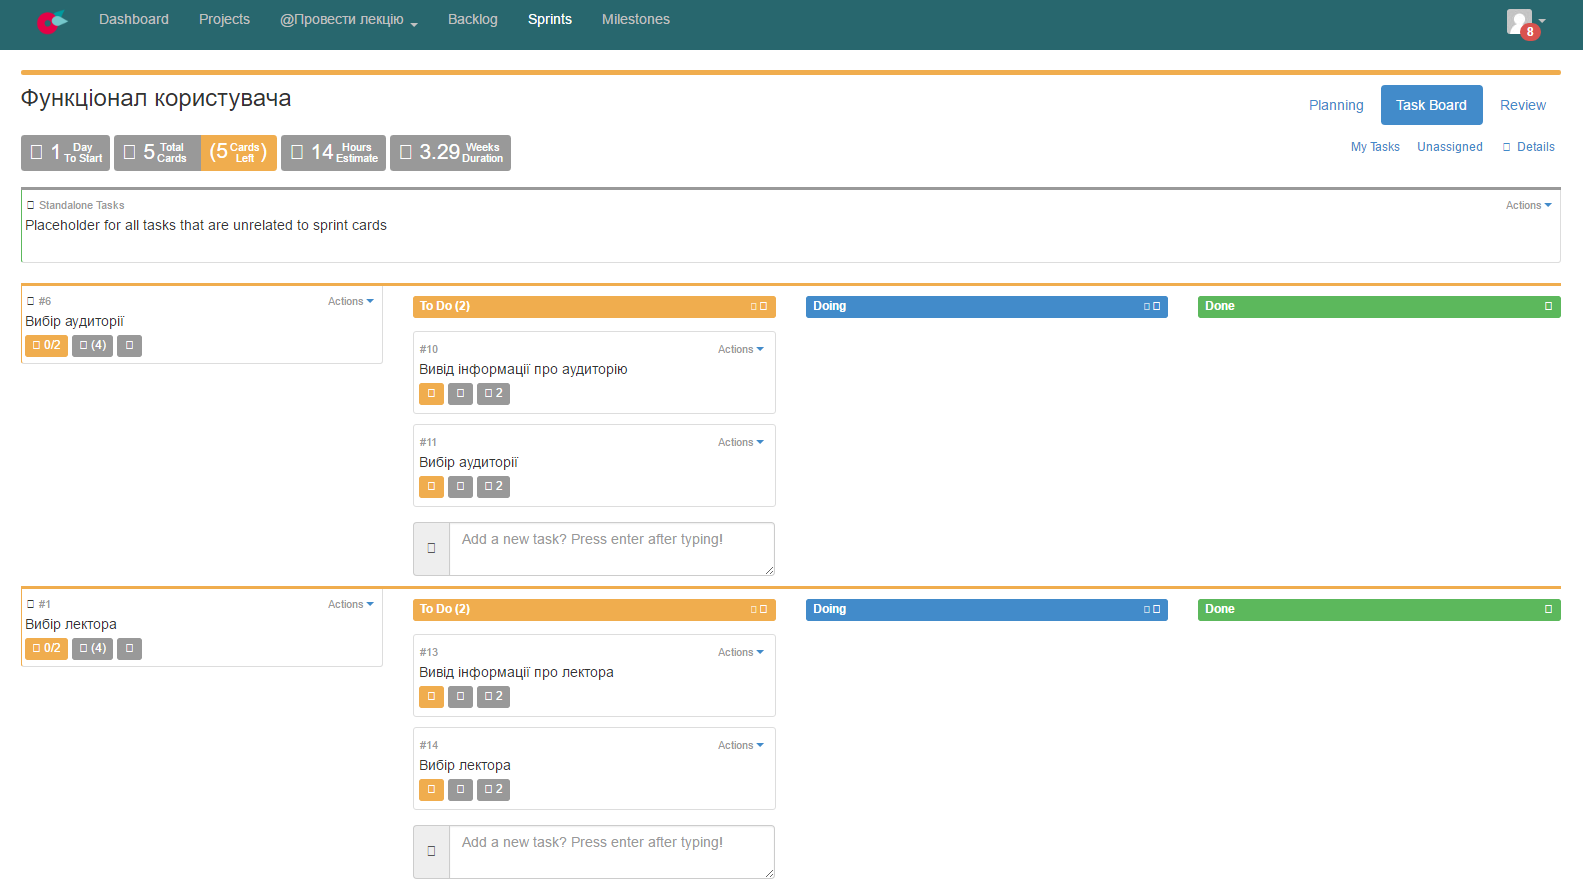 Dashboard Projects @Провести лекцію Backlog Sprints Milestones
8
Функціонал користувача
Planning Task Board Review
1 Day To Start 5 Total Cards (5 Cards Left) 14 Hours Estimate 3.29 Weeks Duration
My Tasks Unassigned Details
Standalone Tasks Actions
Placeholder for all tasks that are unrelated to sprint cards
#6 Actions
Вибір аудиторії
0/2 (4)
To Do (2) Doing Done
#10 Actions
Вивід інформації про аудиторію
2
#11 Actions
Вибір аудиторії
2
Add a new task? Press enter after typing!
#1 Actions
Вибір лектора
0/2 (4)
To Do (2) Doing Done
#13 Actions
Вивід інформації про лектора
2
#14 Actions
Вибір лектора
2
Add a new task? Press enter after typing!